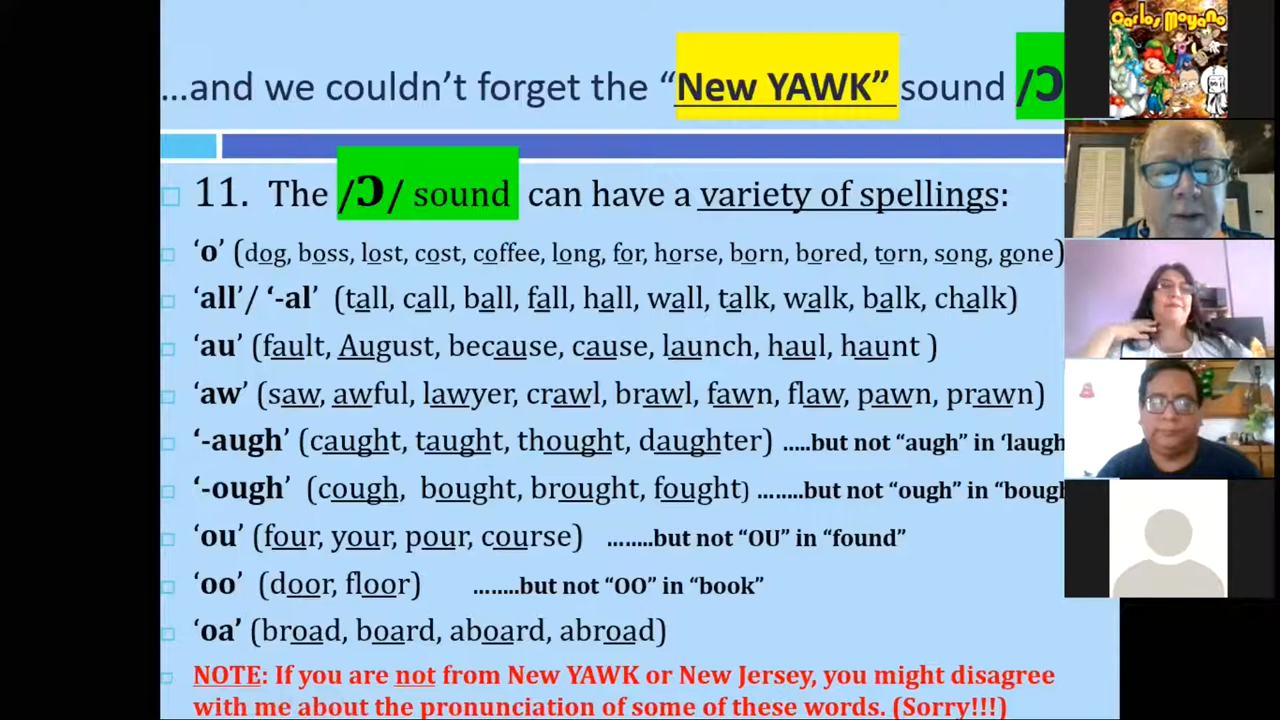 ...and we couldn't forget the “New YAWK” sound /ɔ
Carlos Moyano
11. The /ɔ/ sound can have a variety of spellings:
‘o’ (dog, boss, lost, cost, coffee, long, for, horse, born, bored, torn, song, gone)
‘all’/ ‘-al’ (tall, call, ball, fall, hall, wall, talk, walk, balk, chalk)
‘au’ (fault, August, because, cause, launch, haul, haunt )
‘aw’ (saw, awful, lawyer, crawl, brawl, fawn, flaw, pawn, prawn)
‘-augh’ (caught, taught, thought, daughter) .....but not “augh” in ‘laugh
‘-ough’ (cough, bought, brought, fought) ........but not “ough” in “bough
‘ou’ (four, your, pour, course) ........but not “OU” in “found”
‘oo’ (door, floor) ........but not “OO” in “book”
‘oa’ (broad, board, aboard, abroad)
NOTE: If you are not from New YAWK or New Jersey, you might disagree
with me about the pronunciation of some of these words. (Sorry!!!)